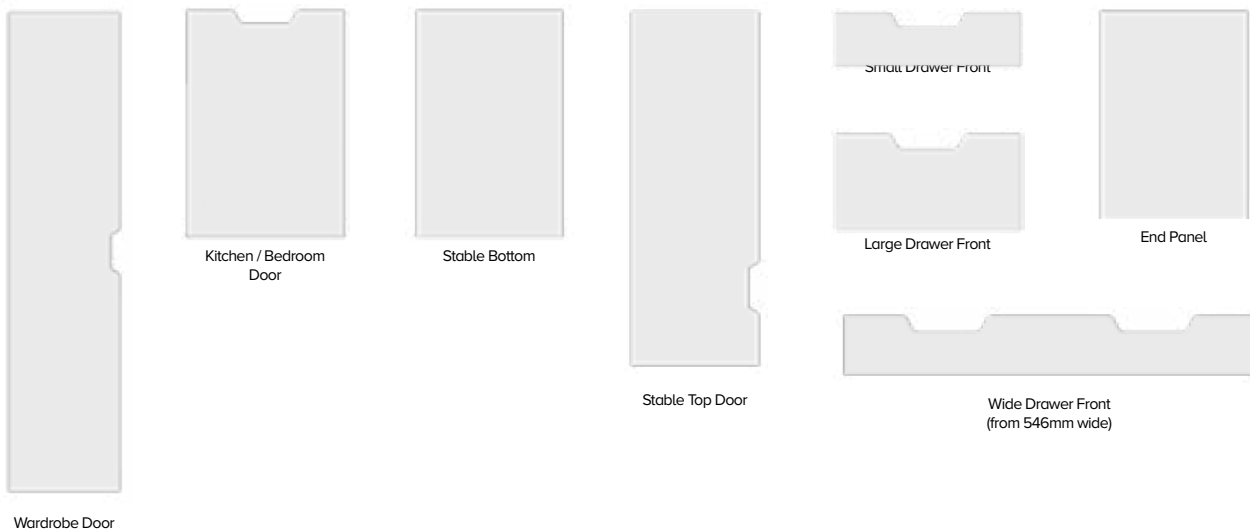 Small Drawer Front
Kitchen / Bedroom
Door
Stable Bottom
Large Drawer Front
End Panel
Stable Top Door
Wide Drawer Front
(from 546mm wide)
Wardrobe Door